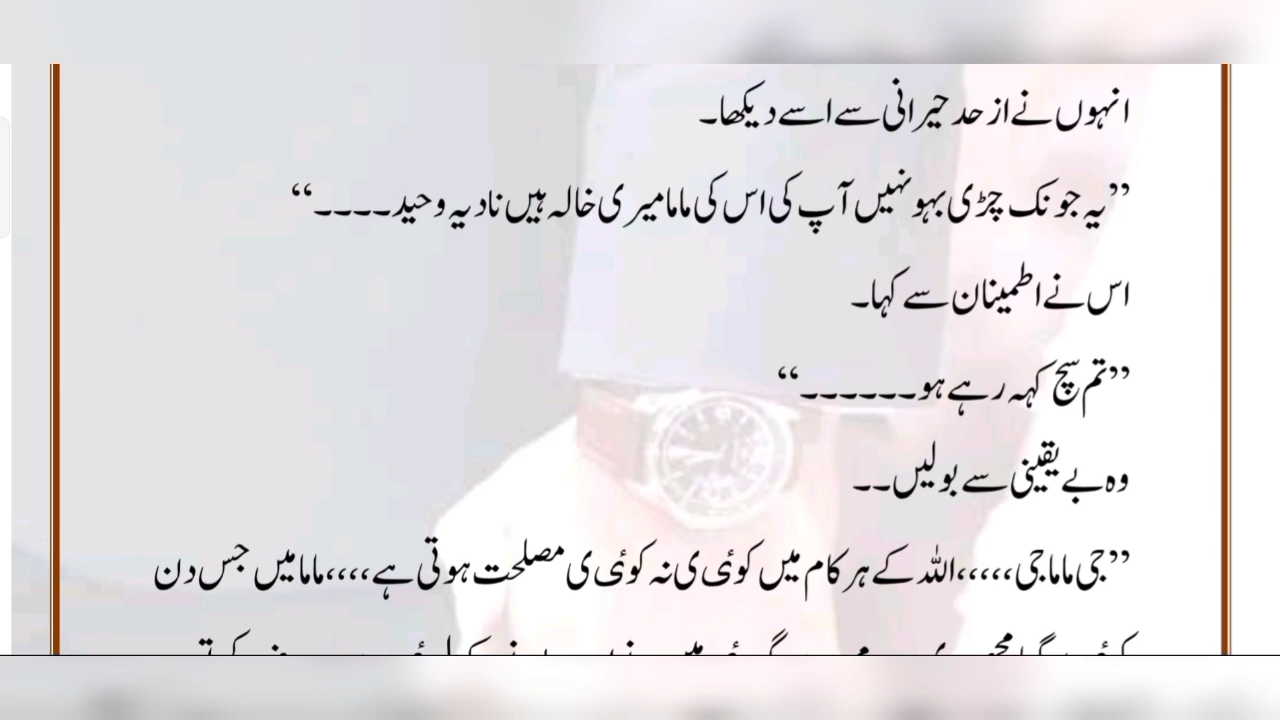 انہوں نے از حد حیرانی سے اسے دیکھا۔
”یہ جو نک چڑی بہو نہیں آپ کی اس کی ماما میری خالہ ہیں نادیہ وحید۔۔۔۔“
اس نے اطمینان سے کہا۔
”تم سچ کہہ رہے ہو۔۔۔۔۔۔“
وہ بے یقینی سے بولیں۔۔
”جی ماما جی،،،،،اللہ کے ہر کام میں کوئی ی نہ کوئی ی مصلحت ہوتی ہے،،،،ماما میں جس دن